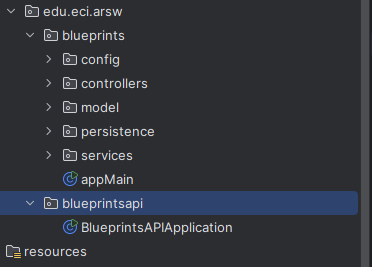 edu.eci.arsw
blueprints
config
controllers
model
persistence
services
appMain
blueprintsapi
BlueprintsAPIApplication
resources